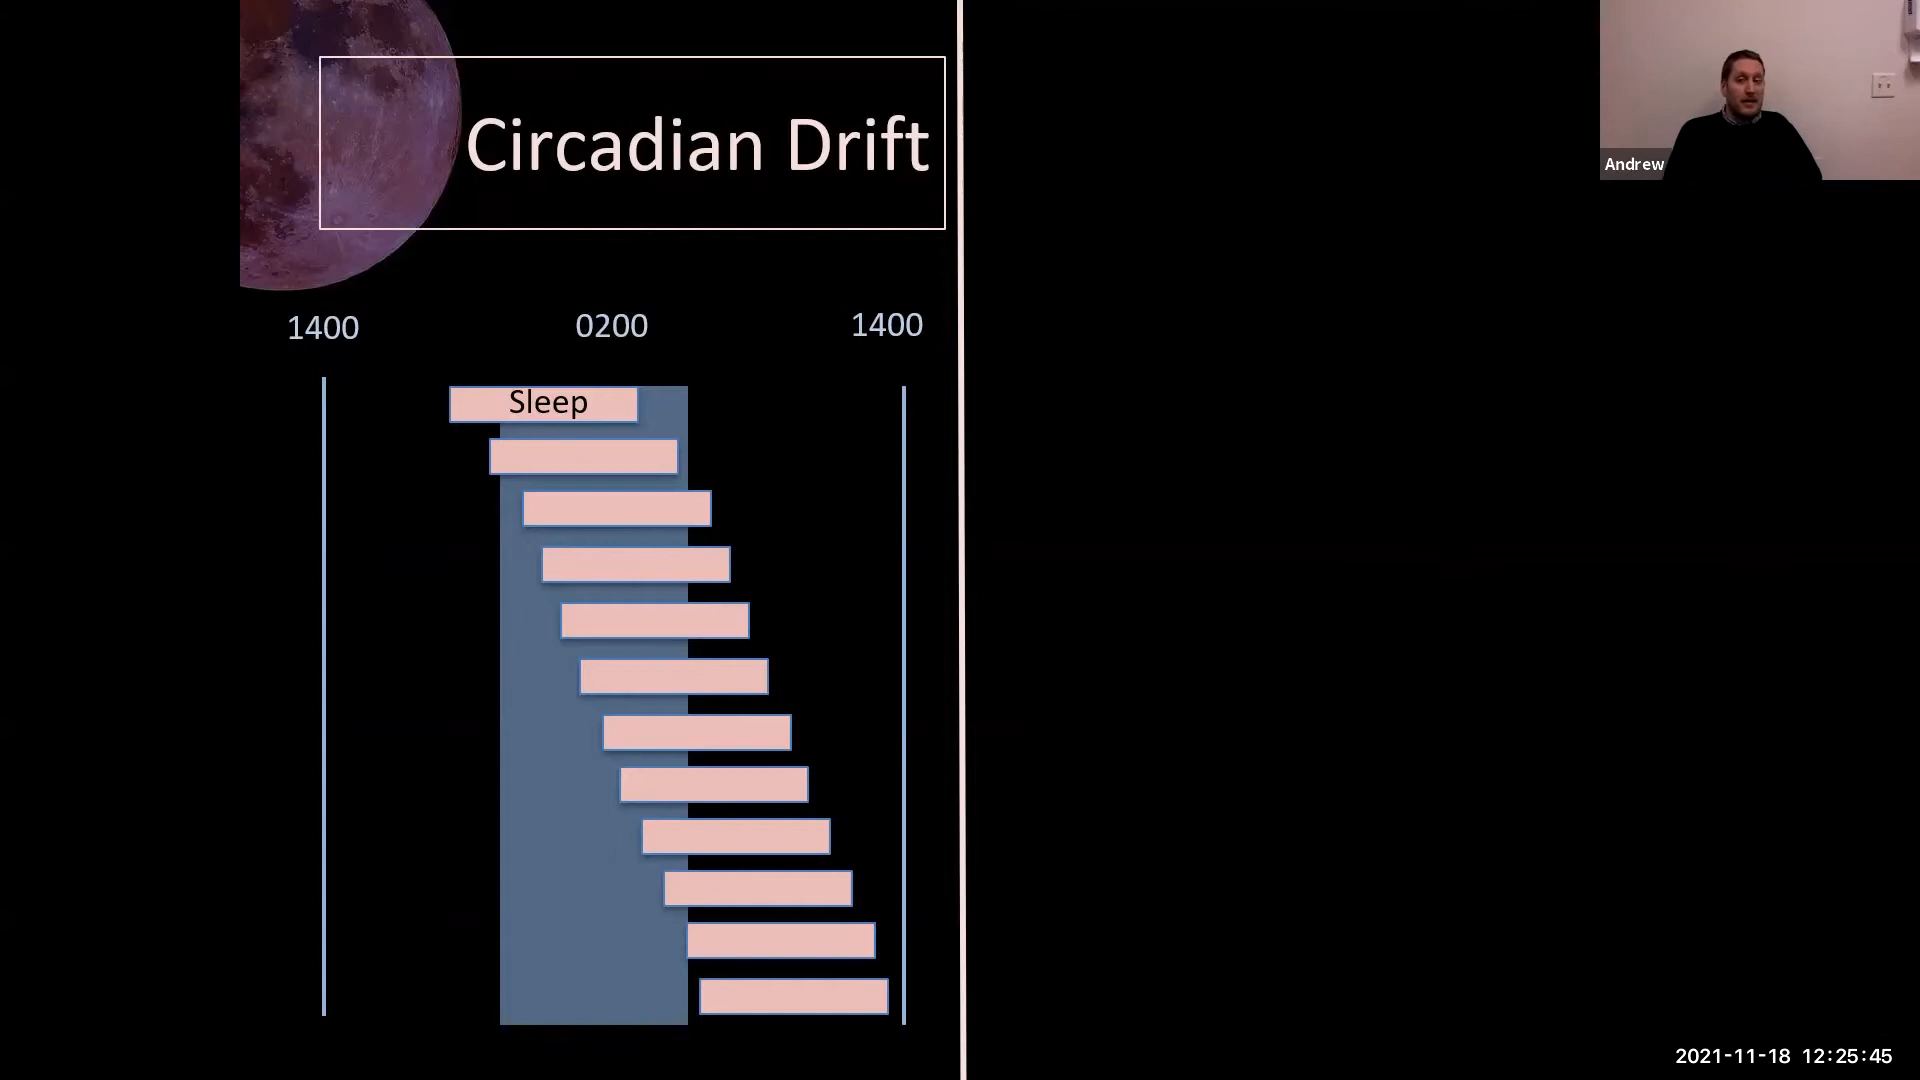 Circadian Drift
Andrew
1400 0200 1400
Sleep
2021-11-18 12:25:45